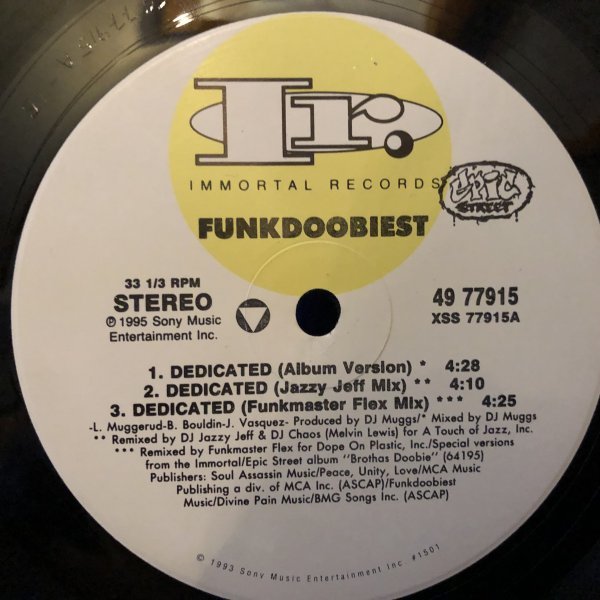 Ir.
IMMORTAL RECORDS
epic
STREET
FUNKDOOBIEST
33 1/3 RPM
STEREO
℗ 1995 Sony Music
Entertainment Inc.
49 77915
XSS 77915A
1. DEDICATED (Album Version) * 4:28
2. DEDICATED (Jazzy Jeff Mix) ** 4:10
3. DEDICATED (Funkmaster Flex Mix) *** 4:25
-L. Muggerud-B. Bouldin-J. Vasquez- Produced by DJ Muggs/* Mixed by DJ Muggs
** Remixed by DJ Jazzy Jeff & DJ Chaos (Melvin Lewis) for A Touch of Jazz, Inc.
*** Remixed by Funkmaster Flex for Dope On Plastic, Inc./Special versions
from the Immortal/Epic Street album "Brothas Doobie" (64195)
Publishers: Soul Assassin Music/Peace, Unity, Love/MCA Music
Publishing a div. of MCA Inc. (ASCAP)/Funkdoobiest
Music/Divine Pain Music/BMG Songs Inc. (ASCAP)
© 1993 Sony Music Entertainment Inc. #1501